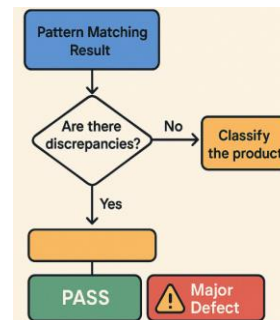 Pattern Matching
Result
Are there
discrepancies?
No
Classify
the product
Yes
PASS
Major
Defect